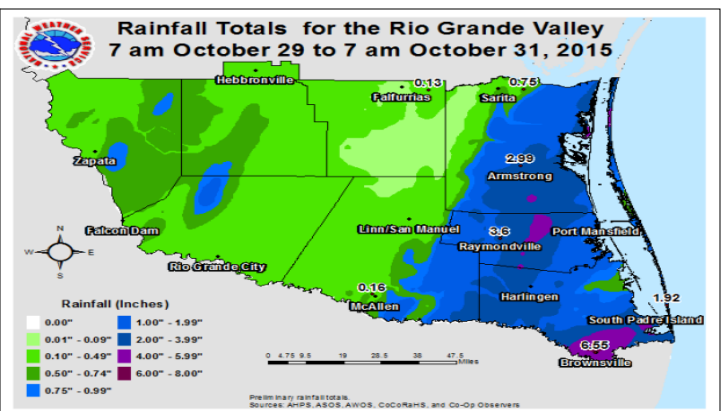 Rainfall Totals for the Rio Grande Valley
7 am October 29 to 7 am October 31, 2015
NATIONAL WEATHER SERVICE
Hebbronville
0.13
Falfurrias
0.75
Sarita
Zapata
2.99
Armstrong
Falcon Dam
Linn/San Manuel
3.6
Raymondville
Port Mansfield
N
W
E
S
Rio Grande City
0.16
McAllen
Harlingen
1.92
South Padre Island
6.55
Brownsville
Rainfall (Inches)
0.00"
0.01" - 0.09"
0.10" - 0.49"
0.50" - 0.74"
0.75" - 0.99"
1.00" - 1.99"
2.00" - 3.99"
4.00" - 5.99"
6.00" - 8.00"
0 4.75 9.5 19 28.5 38 47.5
Miles
Preliminary rainfall totals.
Sources: AHPS, ASOS, AWOS, CoCoRaHS, and Co-Op Observers